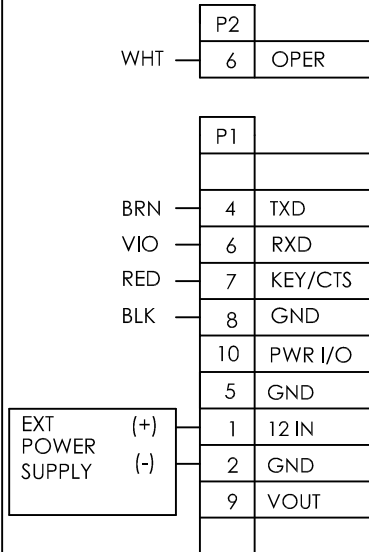 P2
WHT 6 OPER
P1
BRN 4 TXD
VIO 6 RXD
RED 7 KEY/CTS
BLK 8 GND
10 PWR I/O
5 GND
EXT (+) 1 12 IN
POWER
SUPPLY (-) 2 GND
9 VOUT